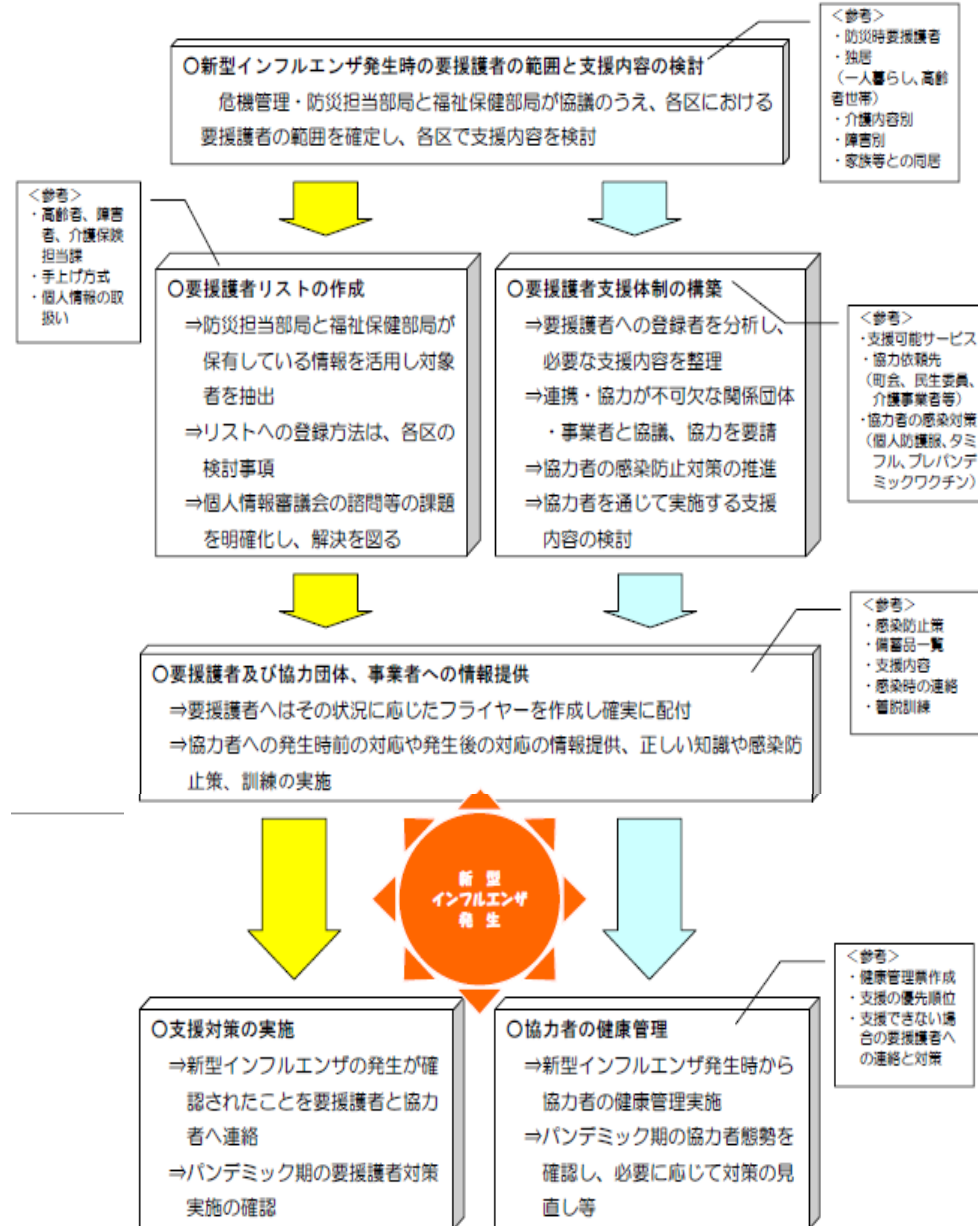 〇新型インフルエンザ発生時の要援護者の範囲と支援内容の検討
危機管理・防災担当部局と福祉保健部局が協議のうえ、各区における
要援護者の範囲を確定し、各区で支援内容を検討
＜参考＞
・防災時要援護者
・独居
（一人暮らし、高齢
者世帯）
・介護内容別
・障害別
・家族等との同居
＜参考＞
・高齢者、障害
者、介護保険
担当課
・手上げ方式
・個人情報の取
扱い
〇要援護者リストの作成
⇒防災担当部局と福祉保健部局が
保有している情報を活用し対象
者を抽出
⇒リストへの登録方法は、各区の
検討事項
⇒個人情報審議会の諮問等の課題
を明確化し、解決を図る
〇要援護者支援体制の構築
⇒要援護者への登録者を分析し、
必要な支援内容を整理
⇒連携・協力が不可欠な関係団体
・事業者と協議、協力を要請
⇒協力者の感染防止対策の推進
⇒協力者を通じて実施する支援
内容の検討
＜参考＞
・支援可能サービス
・協力依頼先
（町会、民生委員、
介護事業者等）
・協力者の感染対策
（個人防護服、タミ
フル、プレパンデ
ミックワクチン）
〇要援護者及び協力団体、事業者への情報提供
⇒要援護者へはその状況に応じたフライヤーを作成し確実に配付
⇒協力者への発生時前の対応や発生後の対応の情報提供、正しい知識や感染防
止策、訓練の実施
＜参考＞
・感染防止策
・備蓄品一覧
・支援内容
・感染時の連絡
・着脱訓練
新型
インフルエンザ
発生
〇支援対策の実施
⇒新型インフルエンザの発生が確
認されたことを要援護者と協力
者へ連絡
⇒パンデミック期の要援護者対策
実施の確認
〇協力者の健康管理
⇒新型インフルエンザ発生時から
協力者の健康管理実施
⇒パンデミック期の協力者態勢を
確認し、必要に応じて対策の見
直し等
＜参考＞
・健康管理票作成
・支援の優先順位
・支援できない場
合の要援護者へ
の連絡と対策